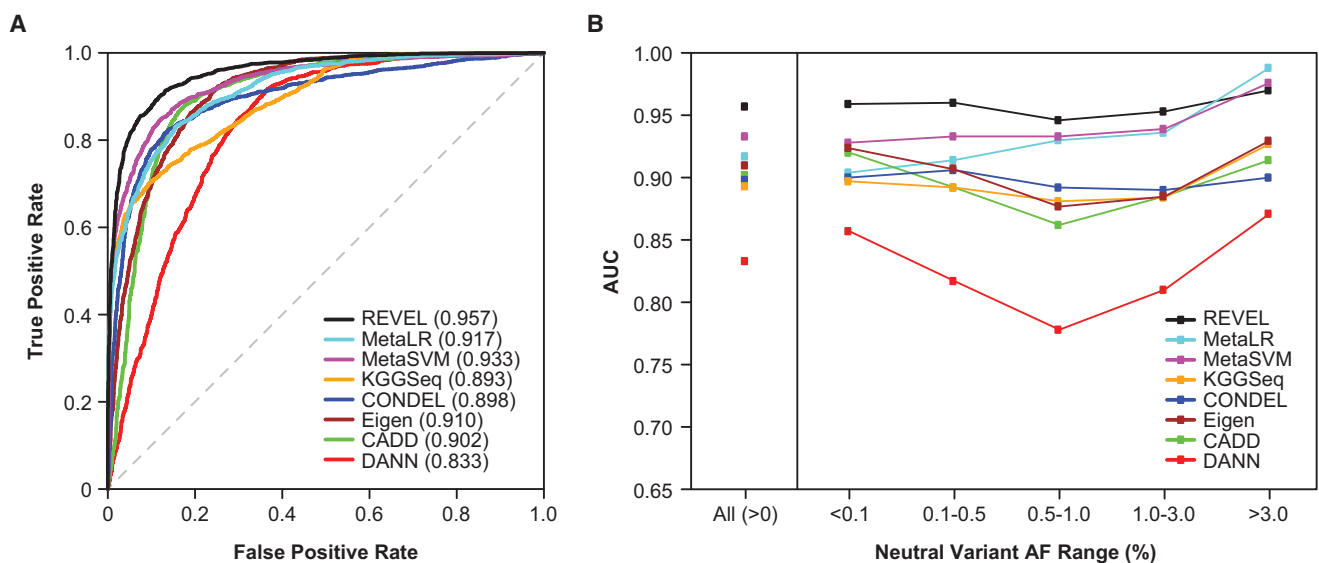 A
True Positive Rate
1.0
0.8
0.6
0.4
0.2
0
0 0.2 0.4 0.6 0.8 1.0
False Positive Rate
REVEL (0.957)
MetaLR (0.917)
MetaSVM (0.933)
KGGSeq (0.893)
CONDEL (0.898)
Eigen (0.910)
CADD (0.902)
DANN (0.833)
B
AUC
1.00
0.95
0.90
0.85
0.80
0.75
0.70
0.65
All (>0) <0.1 0.1-0.5 0.5-1.0 1.0-3.0 >3.0
Neutral Variant AF Range (%)
REVEL
MetaLR
MetaSVM
KGGSeq
CONDEL
Eigen
CADD
DANN